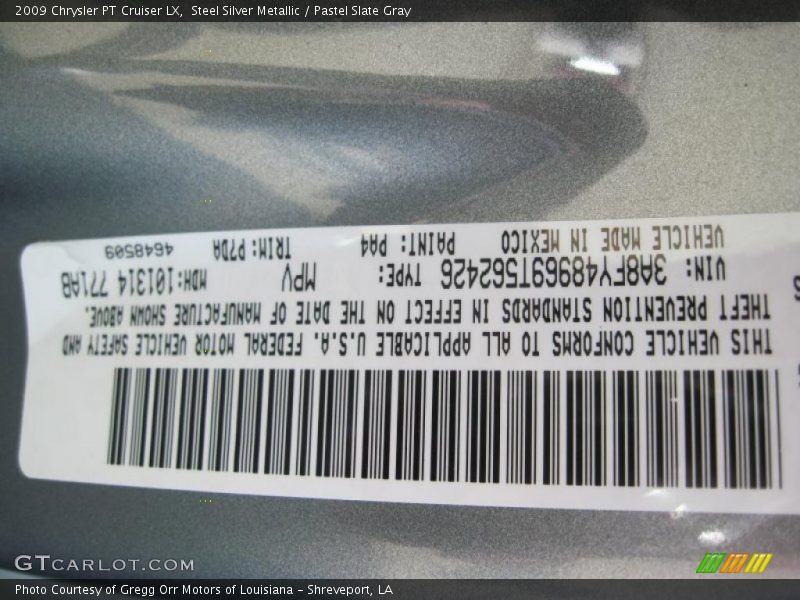 2009 Chrysler PT Cruiser LX,  Steel Silver Metallic / Pastel Slate Gray
THIS VEHICLE CONFORMS TO ALL APPLICABLE U.S.A. FEDERAL MOTOR VEHICLE SAFETY AND
THEFT PREVENTION STANDARDS IN EFFECT ON THE DATE OF MANUFACTURE SHOWN ABOVE.
VIN: 3A8FY48969T562426 TYPE: MPV MDH:101314 771AB
VEHICLE MADE IN MEXICO PAINT: PA4 TRIM: P7DA 4648509
GTCARLOT.COM
Photo Courtesy of Gregg Orr Motors of Louisiana – Shreveport, LA